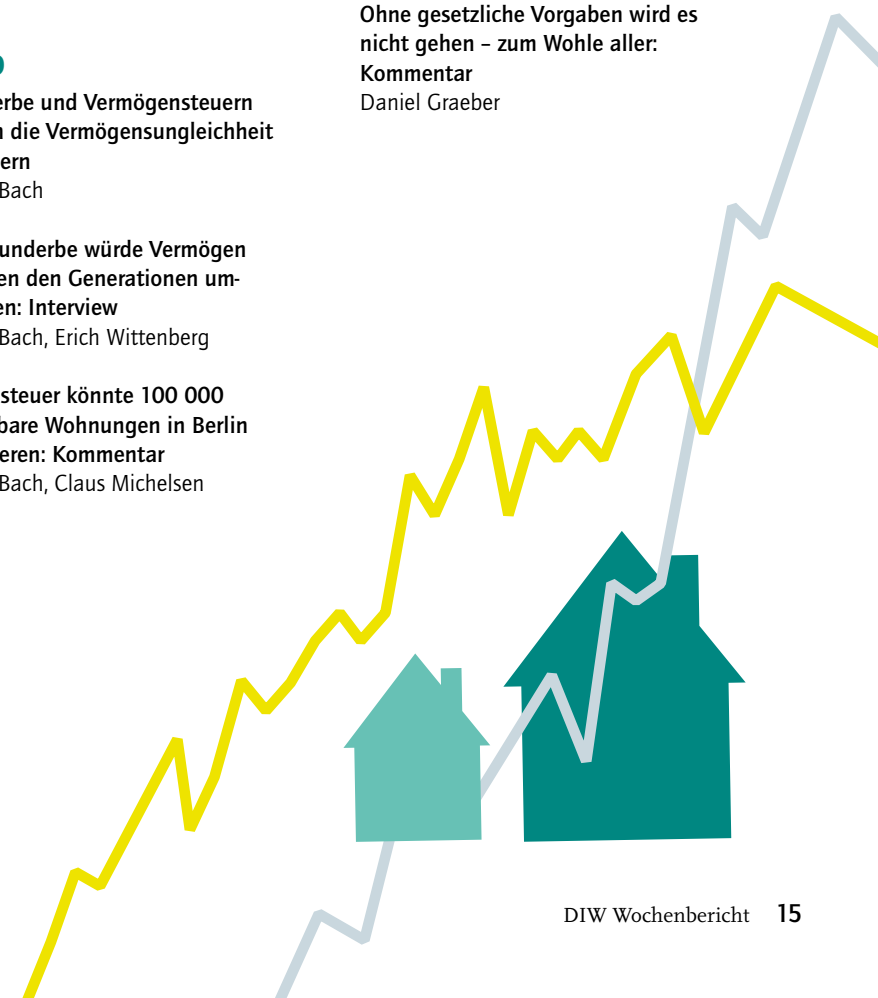 erbe und Vermögensteuern
die Vermögensungleichheit
ern
Bach
underbe würde Vermögen
en den Generationen um-
en: Interview
Bach, Erich Wittenberg
steuer könnte 100 000
bare Wohnungen in Berlin
eren: Kommentar
Bach, Claus Michelsen
Ohne gesetzliche Vorgaben wird es
nicht gehen – zum Wohle aller:
Kommentar
Daniel Graeber
DIW Wochenbericht 15